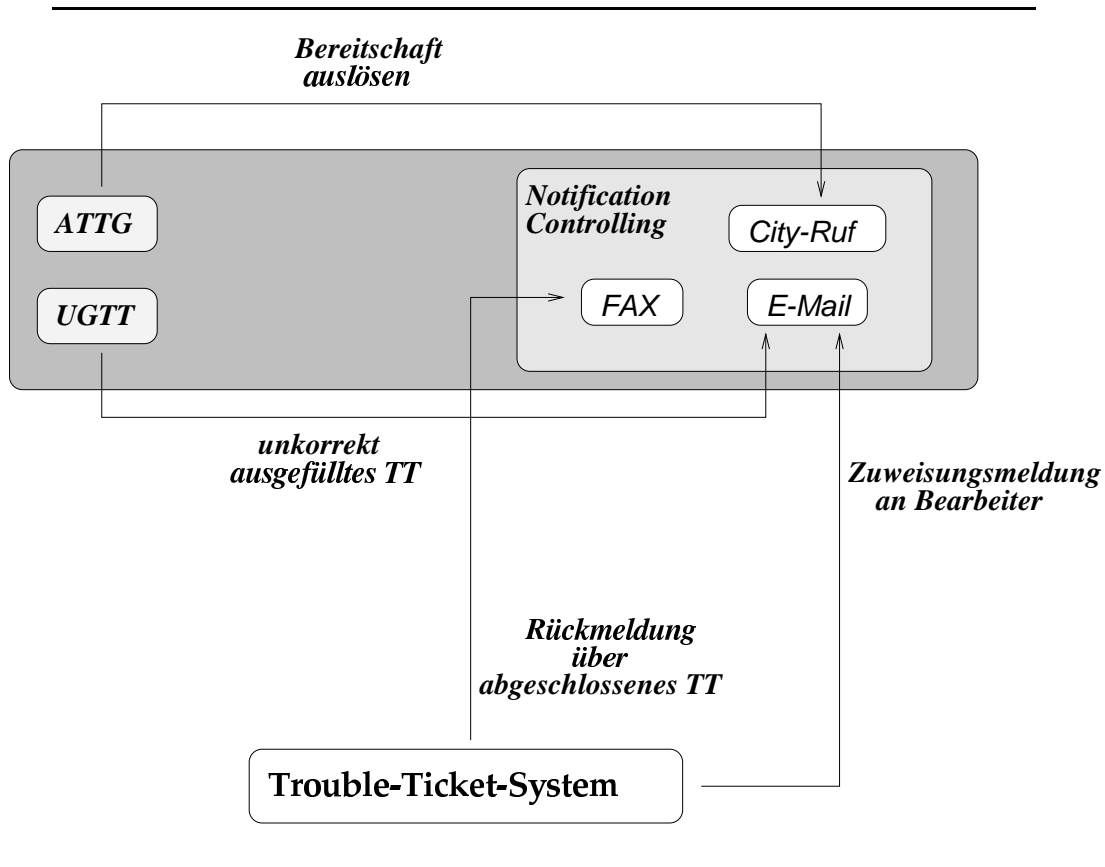 Bereitschaft
auslösen
ATTG
Notification
Controlling
City-Ruf
UGTT
FAX
E-Mail
unkorrekt
ausgefülltes TT
Zuweisungsmeldung
an Bearbeiter
Rückmeldung
über
abgeschlossenes TT
Trouble-Ticket-System